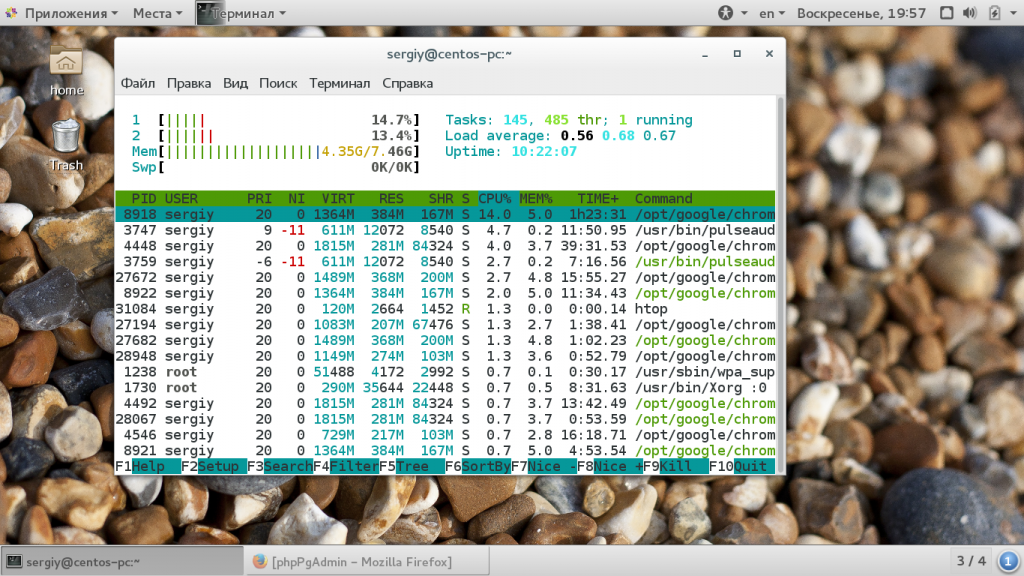 Приложения Места Терминал en Воскресенье, 19:57
home
Trash
sergiy@centos-pc:~
Файл Правка Вид Поиск Терминал Справка
1 [||||| 14.7%] Tasks: 145, 485 thr; 1 running
2 [|||||| 13.4%] Load average: 0.56 0.68 0.67
Mem[||||||||||||||||||||4.35G/7.46G] Uptime: 10:22:07
Swp[ 0K/0K]
PID USER PRI NI VIRT RES SHR S CPU% MEM% TIME+ Command
8918 sergiy 20 0 1364M 384M 167M S 14.0 5.0 1h23:31 /opt/google/chrom
3747 sergiy 9 -11 611M 12072 8540 S 4.7 0.2 11:50.95 /usr/bin/pulseaud
4448 sergiy 20 0 1815M 281M 84324 S 4.0 3.7 39:31.53 /opt/google/chrom
3759 sergiy -6 -11 611M 12072 8540 S 2.7 0.2 7:16.56 /usr/bin/pulseaud
27672 sergiy 20 0 1489M 368M 200M S 2.7 4.8 15:55.27 /opt/google/chrom
8922 sergiy 20 0 1364M 384M 167M S 2.0 5.0 11:34.43 /opt/google/chrom
31084 sergiy 20 0 120M 2664 1452 R 1.3 0.0 0:00.14 htop
27194 sergiy 20 0 1083M 207M 67476 S 1.3 2.7 1:38.41 /opt/google/chrom
27682 sergiy 20 0 1489M 368M 200M S 1.3 4.8 1:02.23 /opt/google/chrom
28948 sergiy 20 0 1149M 274M 103M S 1.3 3.6 0:52.79 /opt/google/chrom
1238 root 20 0 51488 4172 2992 S 0.7 0.1 0:30.17 /usr/sbin/wpa_sup
1730 root 20 0 290M 35644 22448 S 0.7 0.5 8:31.63 /usr/bin/Xorg :0
4492 sergiy 20 0 1815M 281M 84324 S 0.7 3.7 13:42.49 /opt/google/chrom
28067 sergiy 20 0 1815M 281M 84324 S 0.7 3.7 0:53.59 /opt/google/chrom
4546 sergiy 20 0 729M 217M 103M S 0.7 2.8 16:18.71 /opt/google/chrom
8921 sergiy 20 0 1364M 384M 167M S 0.7 5.0 4:53.54 /opt/google/chrom
F1Help F2Setup F3SearchF4FilterF5Tree F6SortByF7Nice -F8Nice +F9Kill F10Quit
sergiy@centos-pc:~ [phpPgAdmin – Mozilla Firefox] 3 / 4 1